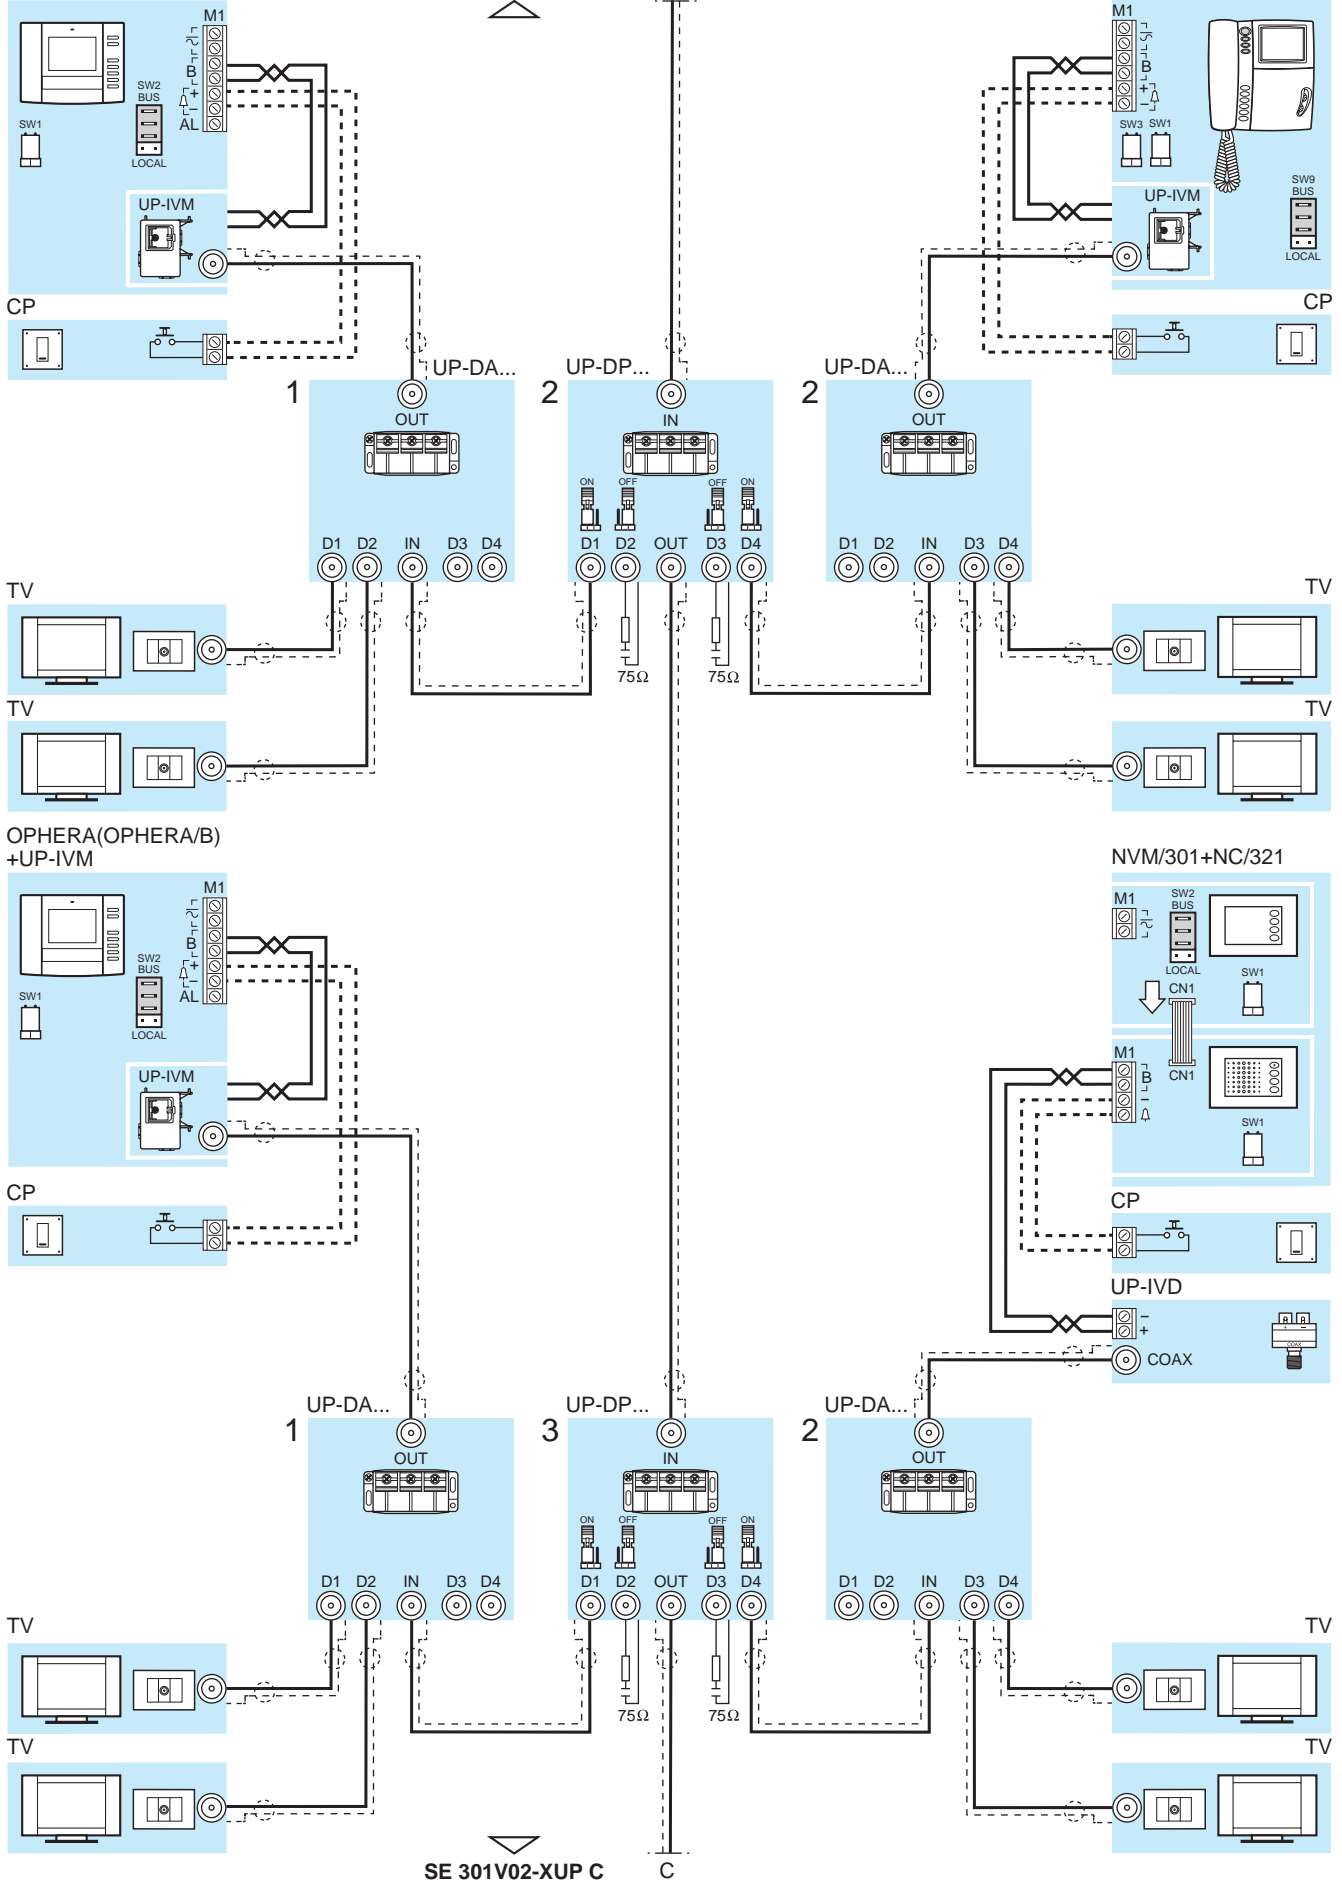 M1
B
+
−
AL
SW2
BUS
LOCAL
SW1
UP-IVM
CP
M1
B
+
−
SW3 SW1
UP-IVM
SW9
BUS
LOCAL
CP
1
UP-DA...
OUT
D1 D2 IN D3 D4
2
UP-DP...
IN
ON OFF OFF ON
D1 D2 OUT D3 D4
75Ω 75Ω
2
UP-DA...
OUT
D1 D2 IN D3 D4
TV
TV
TV
TV
OPHERA(OPHERA/B)
+UP-IVM
M1
B
+
−
AL
SW2
BUS
LOCAL
SW1
UP-IVM
CP
NVM/301+NC/321
M1
SW2
BUS
LOCAL
SW1
CN1
M1
B
−
CN1
SW1
CP
UP-IVD
−
+
COAX
+ −
COAX
1
UP-DA...
OUT
D1 D2 IN D3 D4
3
UP-DP...
IN
ON OFF OFF ON
D1 D2 OUT D3 D4
75Ω 75Ω
2
UP-DA...
OUT
D1 D2 IN D3 D4
TV
TV
TV
TV
SE 301V02-XUP C
C